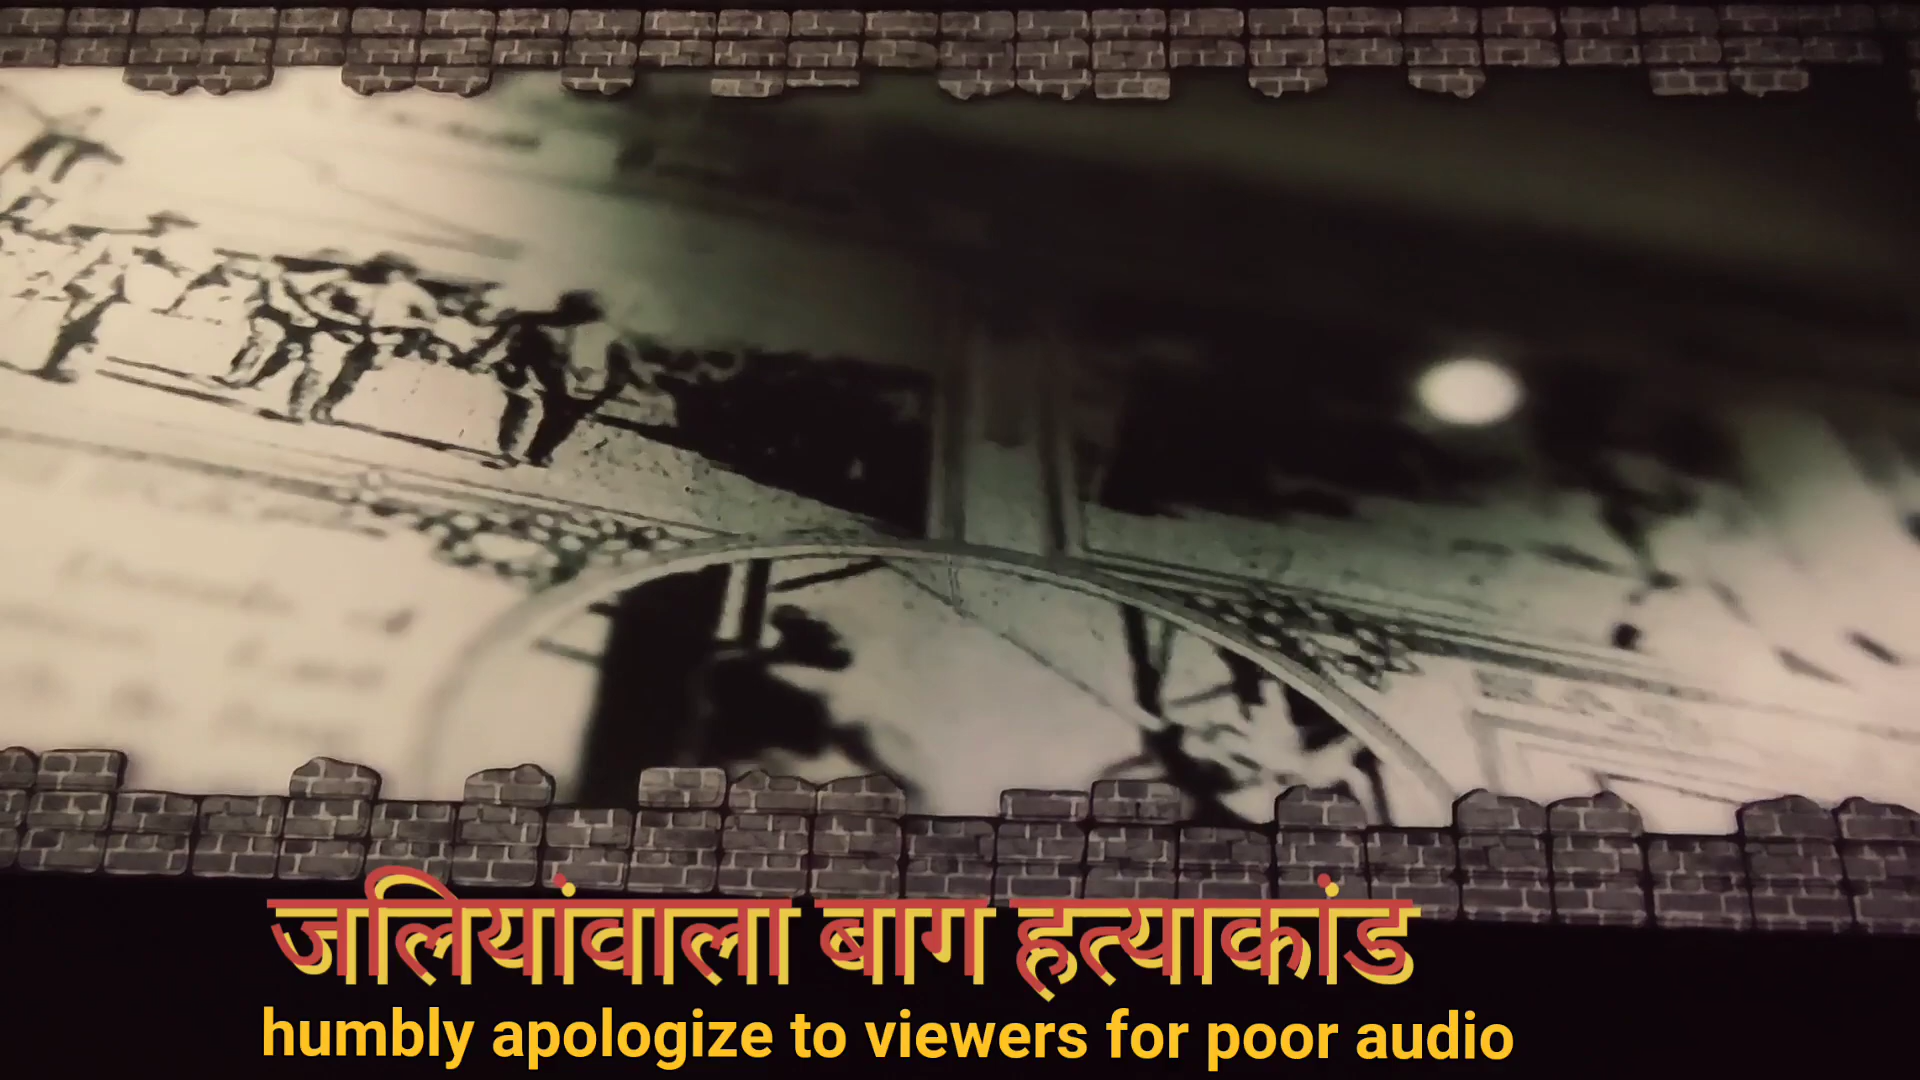 जलियांवाला बाग हत्याकांड
humbly apologize to viewers for poor audio